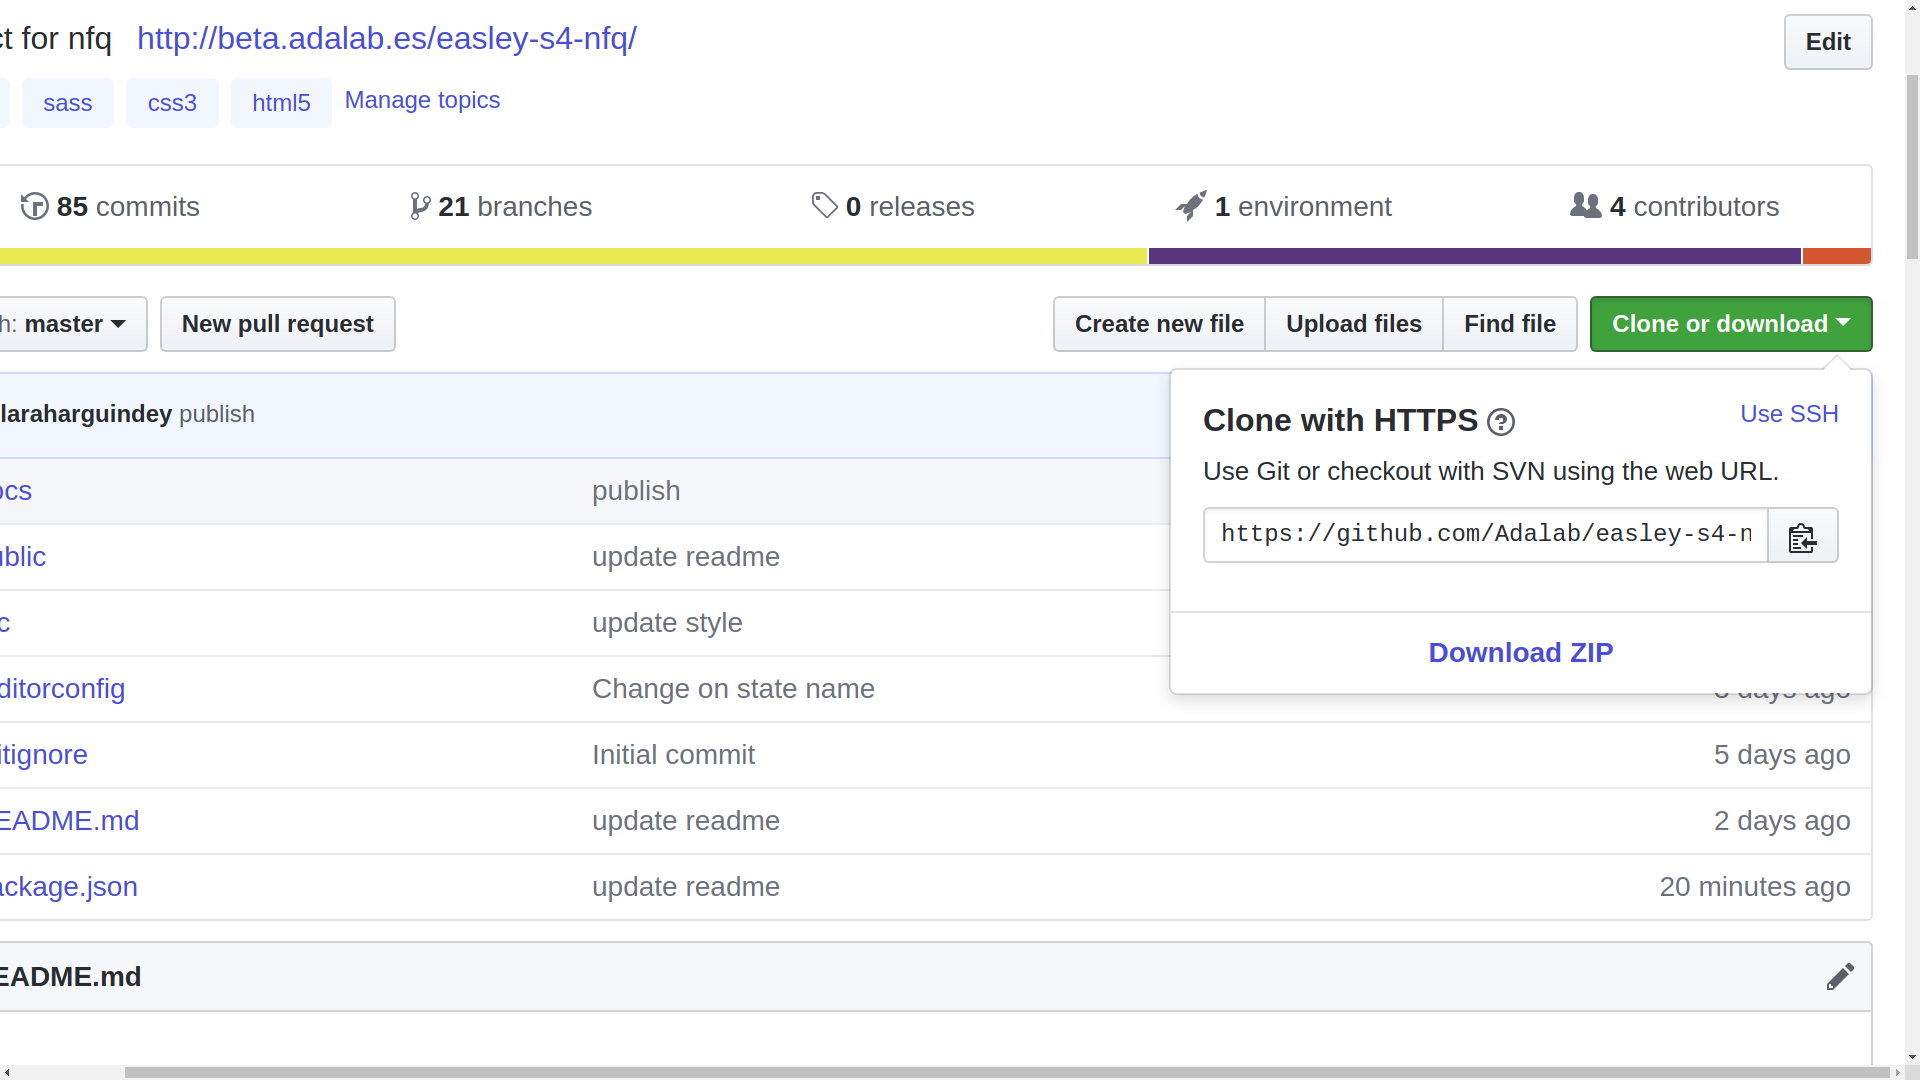 ct for nfq http://beta.adalab.es/easley-s4-nfq/
Edit
sass css3 html5 Manage topics
85 commits 21 branches 0 releases 1 environment 4 contributors
h: master New pull request Create new file Upload files Find file Clone or download
laraharguindey publish
Clone with HTTPS Use SSH
Use Git or checkout with SVN using the web URL.
https://github.com/Adalab/easley-s4-n
Download ZIP
ocs publish
ublic update readme
c update style
ditorconfig Change on state name days ago
itignore Initial commit 5 days ago
EADME.md update readme 2 days ago
ackage.json update readme 20 minutes ago
EADME.md